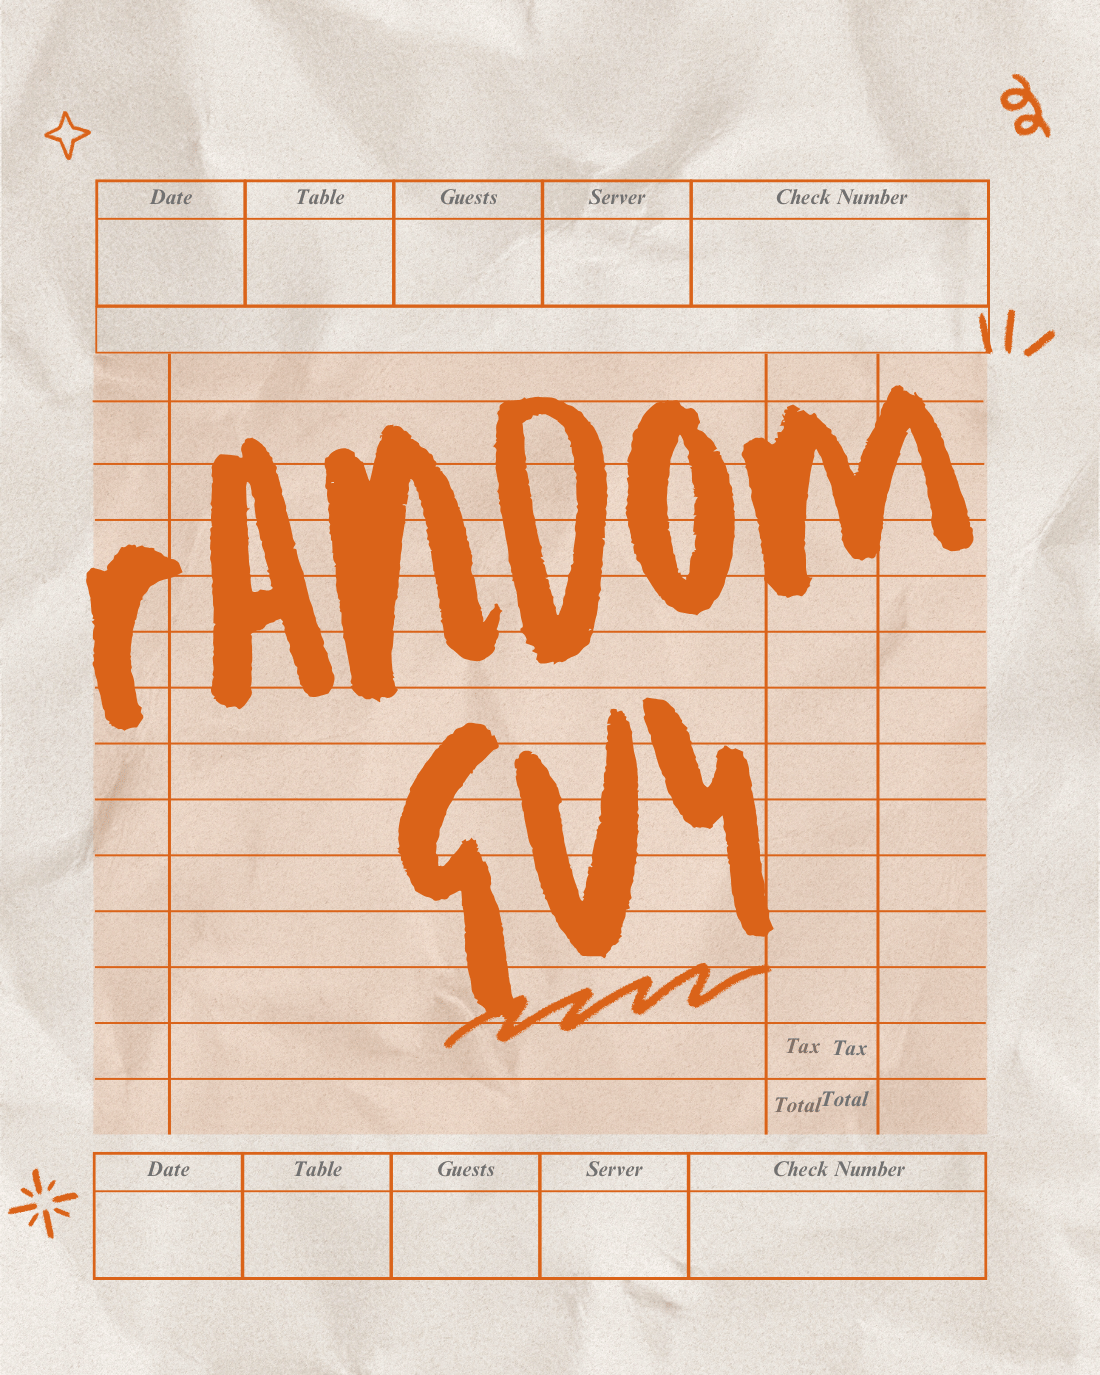 Date Table Guests Server Check Number
rANDOm
GUY
Tax Tax
Total Total
Date Table Guests Server Check Number